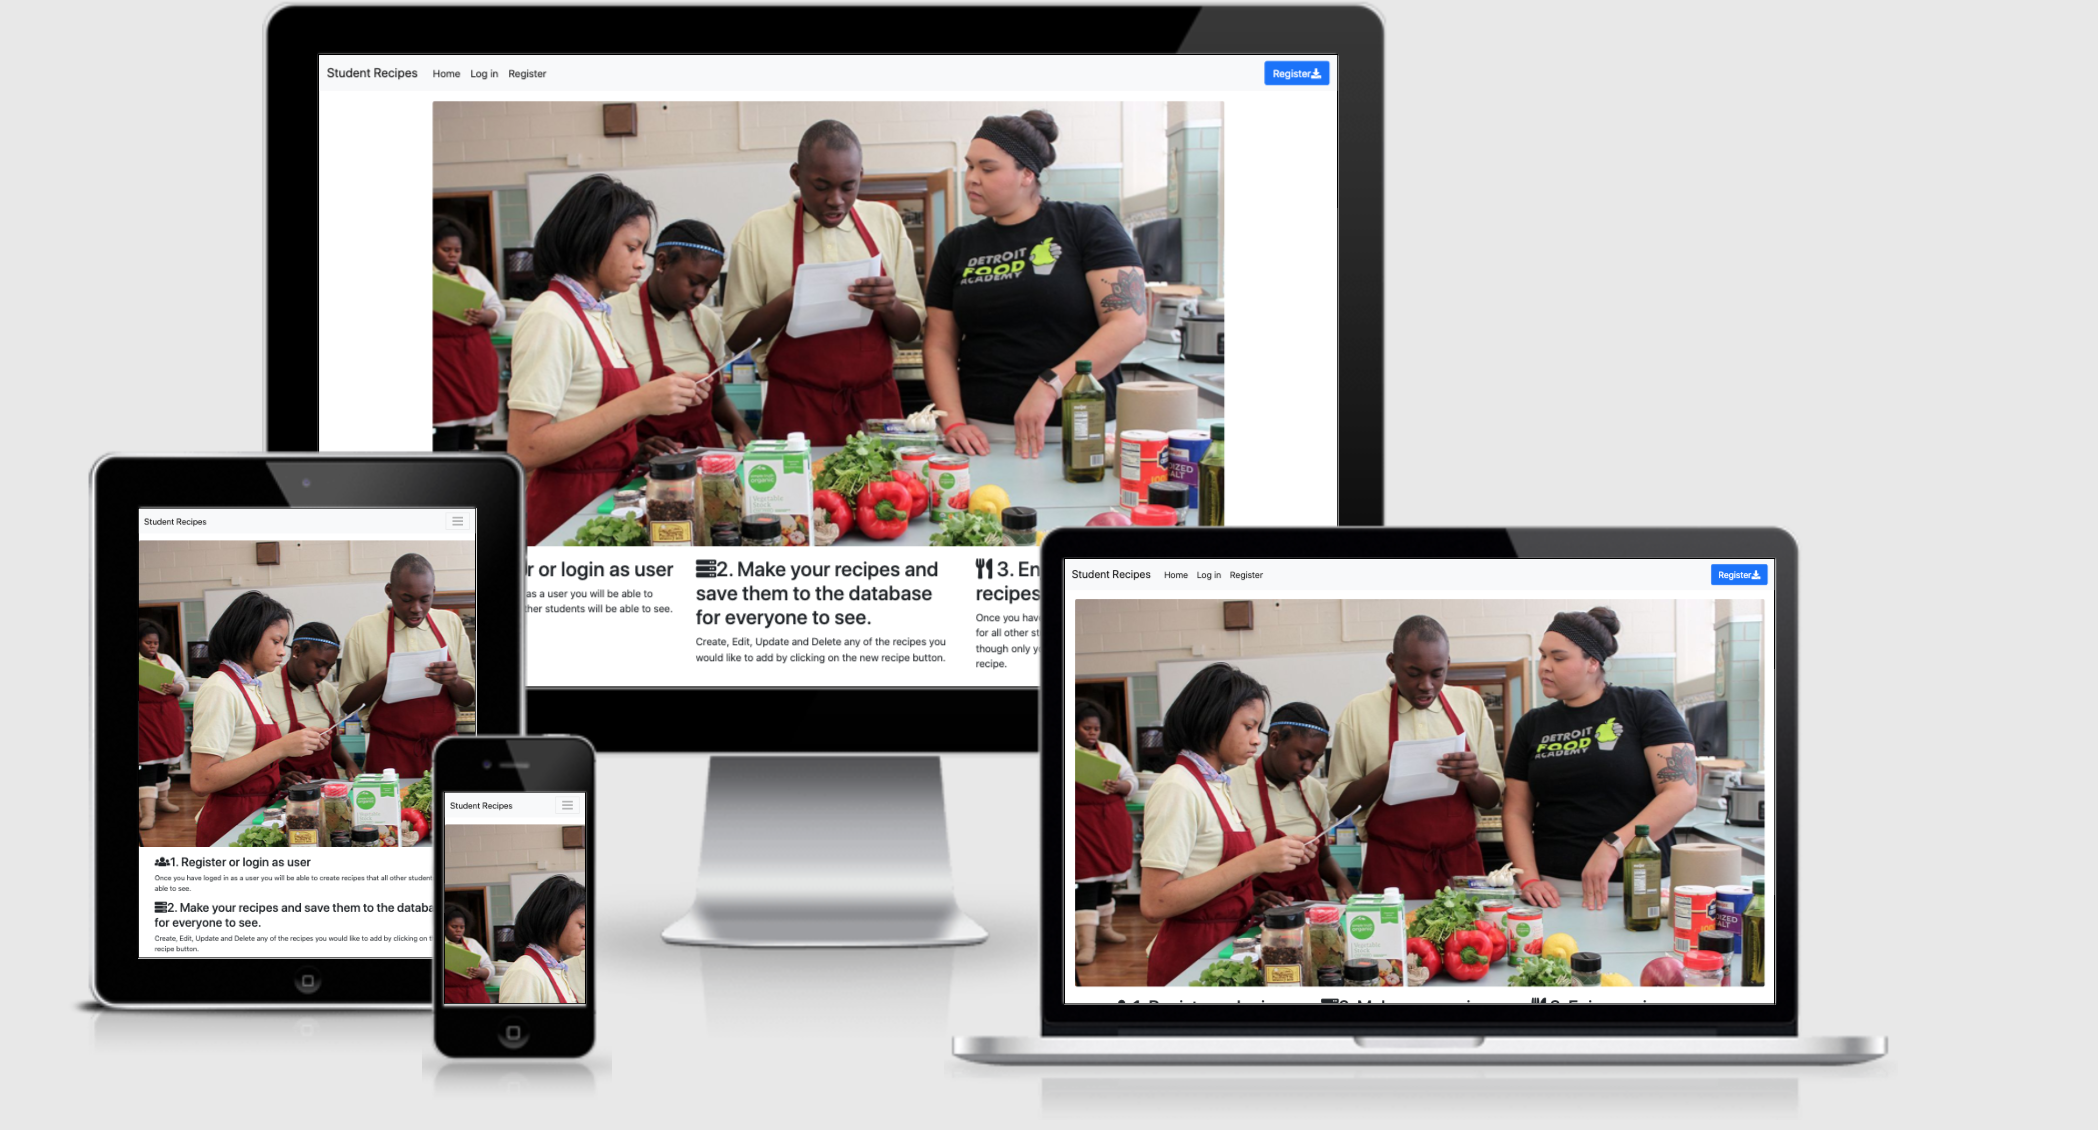 Student Recipes Home Log in Register Register
DETROIT
FOOD
ACADEMY
r or login as user
as a user you will be able to
her students will be able to see.
2. Make your recipes and
save them to the database
for everyone to see.
Create, Edit, Update and Delete any of the recipes you
would like to add by clicking on the new recipe button.
3. En
recipes
Once you hav
for all other st
though only y
recipe.
Student Recipes
1. Register or login as user
Once you have loged in as a user you will be able to create recipes that all other student
able to see.
2. Make your recipes and save them to the databa
for everyone to see.
Create, Edit, Update and Delete any of the recipes you would like to add by clicking on t
recipe button.
Student Recipes
Student Recipes Home Log in Register Register
DETROIT
FOOD
ACADEMY